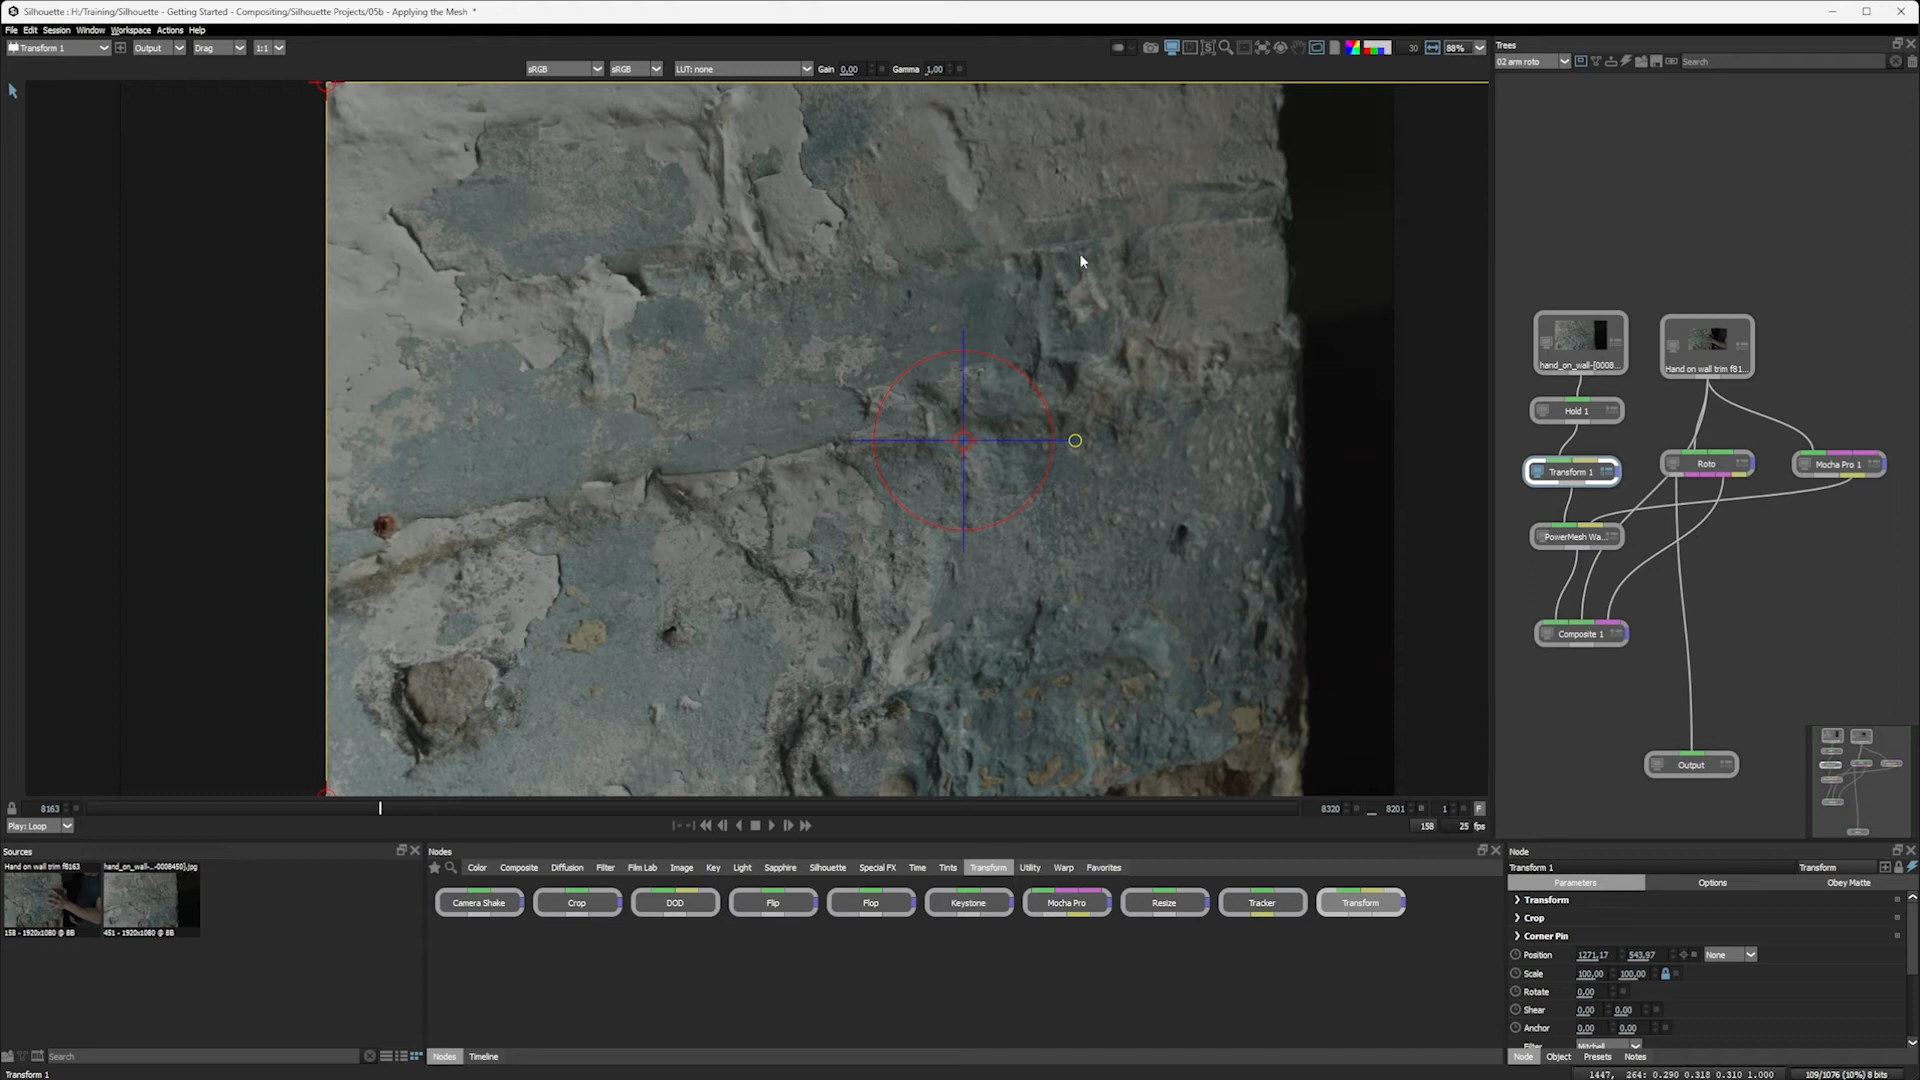 Silhouette : H:/Training/Silhouette - Getting Started - Compositing/Silhouette Projects/05b - Applying the Mesh *
File Edit Session Window Workspace Actions Help
Transform 1 Output Drag 1:1 30 88%
sRGB sRGB LUT: none Gain 0,00 Gamma 1,00
Trees
02 arm roto Search
hand_on_wall-[0008...
Hand on wall trim f81...
Hold 1
Transform 1
Roto
Mocha Pro 1
PowerMesh Wa...
Composite 1
Output
8163 8320 8201 1 F
Play: Loop 158 25 fps
Sources
Hand on wall trim f8163 hand_on_wall-...-0008450].jpg
158 - 1920x1080 @ 8B 451 - 1920x1080 @ 8B
Search
Nodes
Color Composite Diffusion Filter Film Lab Image Key Light Sapphire Silhouette Special FX Time Tints Transform Utility Warp Favorites
Camera Shake Crop DOD Flip Flop Keystone Mocha Pro Resize Tracker Transform
Nodes Timeline
Node
Transform 1 Transform
Parameters Options Obey Matte
Transform
Crop
Corner Pin
Position 1271,17 543,97 None
Scale 100,00 100,00
Rotate 0,00
Shear 0,00 0,00
Anchor 0,00 0,00
Filter Mitchell
Node Object Presets Notes
Transform 1 1447, 264: 0.290 0.318 0.310 1.000 109/1076 (10%) 8 bits